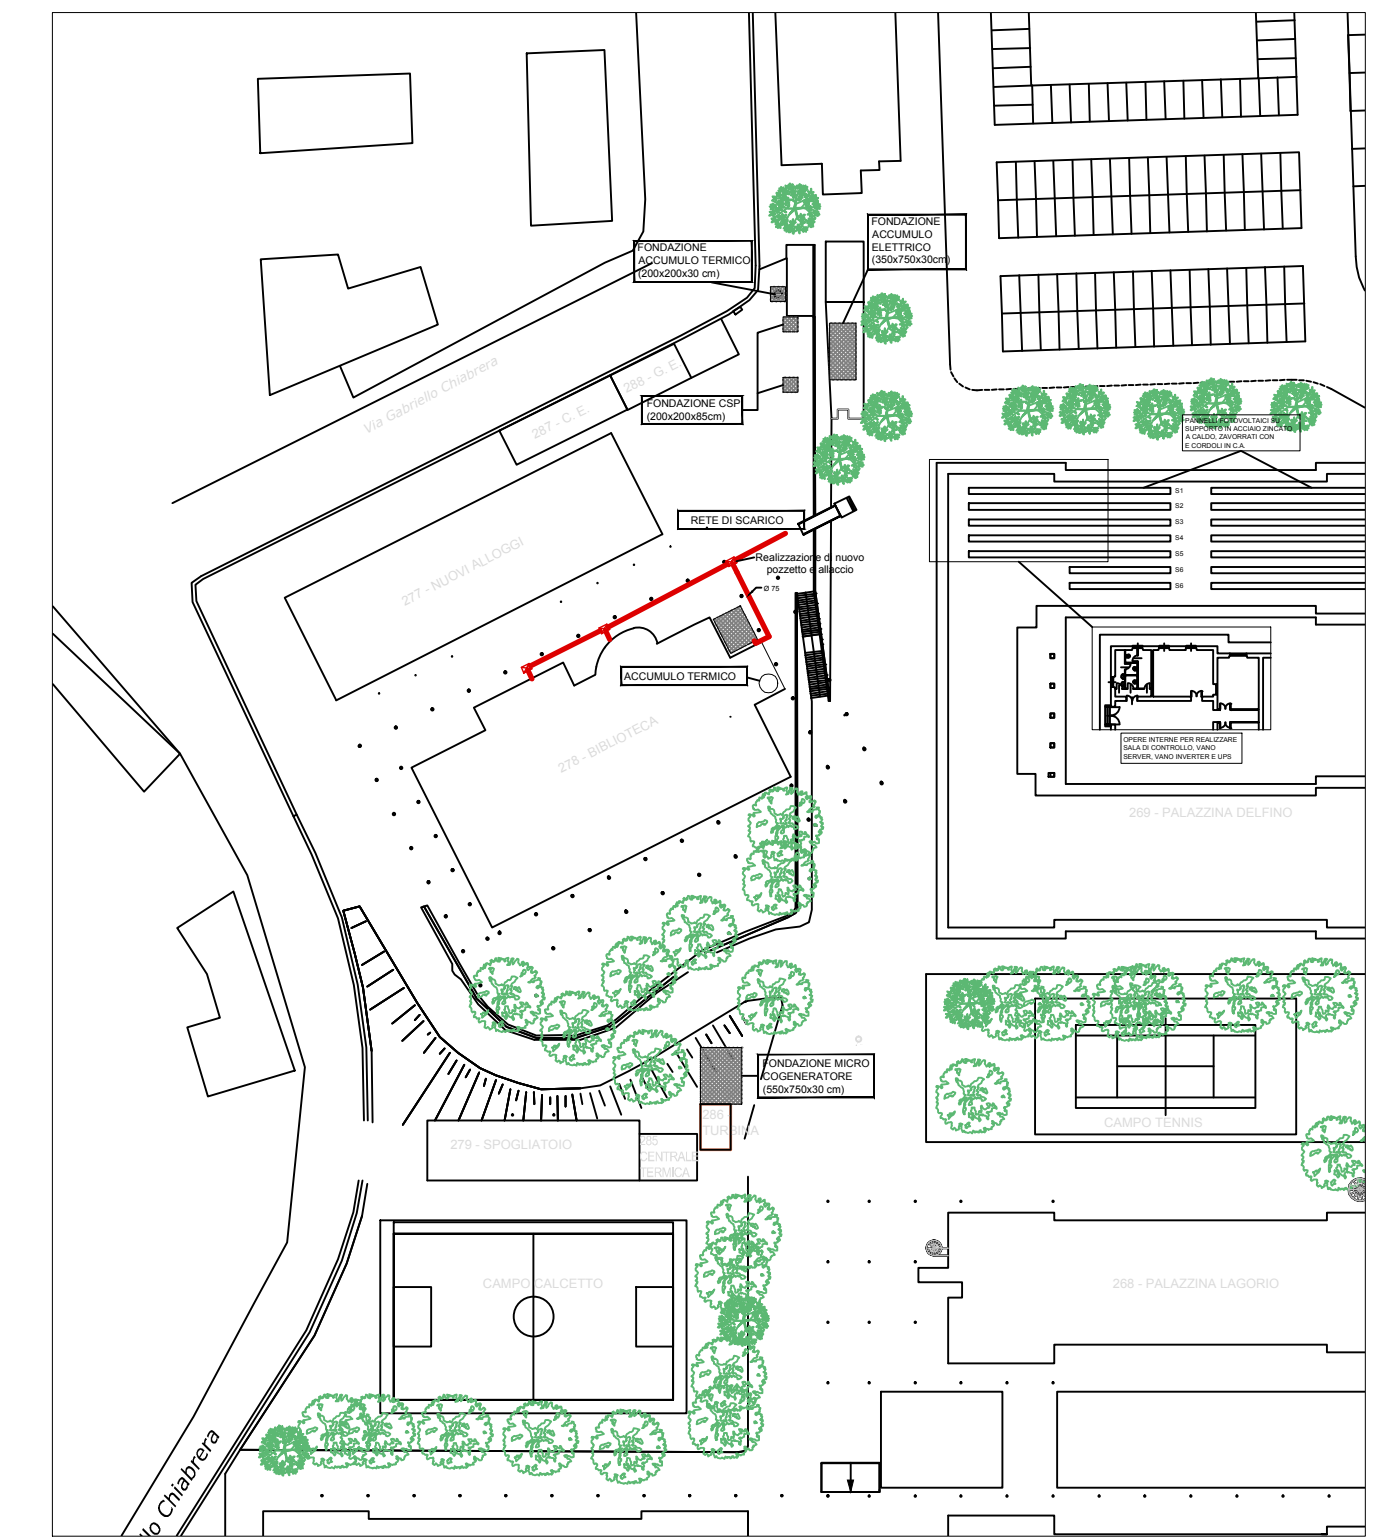 FONDAZIONE
ACCUMULO
ELETTRICO
(350x750x30cm)
FONDAZIONE
ACCUMULO TERMICO
(200x200x30 cm)
Via Gabriello Chiabrera
288 - G. E.
287 - C. E.
FONDAZIONE CSP
(200x200x85cm)
PANNELLI FOTOVOLTAICI SU
SUPPORTO IN ACCIAIO ZINCATO
A CALDO, ZAVORRATI CON
E CORDOLI IN C.A.
S1
S2
S3
S4
S5
S6
S6
RETE DI SCARICO
Realizzazione di nuovo
pozzetto e allaccio
Ø 75
277 - NUOVI ALLOGGI
ACCUMULO TERMICO
278 - BIBLIOTECA
OPERE INTERNE PER REALIZZARE
SALA DI CONTROLLO, VANO
SERVER, VANO INVERTER E UPS
269 - PALAZZINA DELFINO
FONDAZIONE MICRO
COGENERATORE
(550x750x30 cm)
286
TURBINA
279 - SPOGLIATOIO
285
CENTRALE
TERMICA
CAMPO TENNIS
CAMPO CALCETTO
268 - PALAZZINA LAGORIO
llo Chiabrera